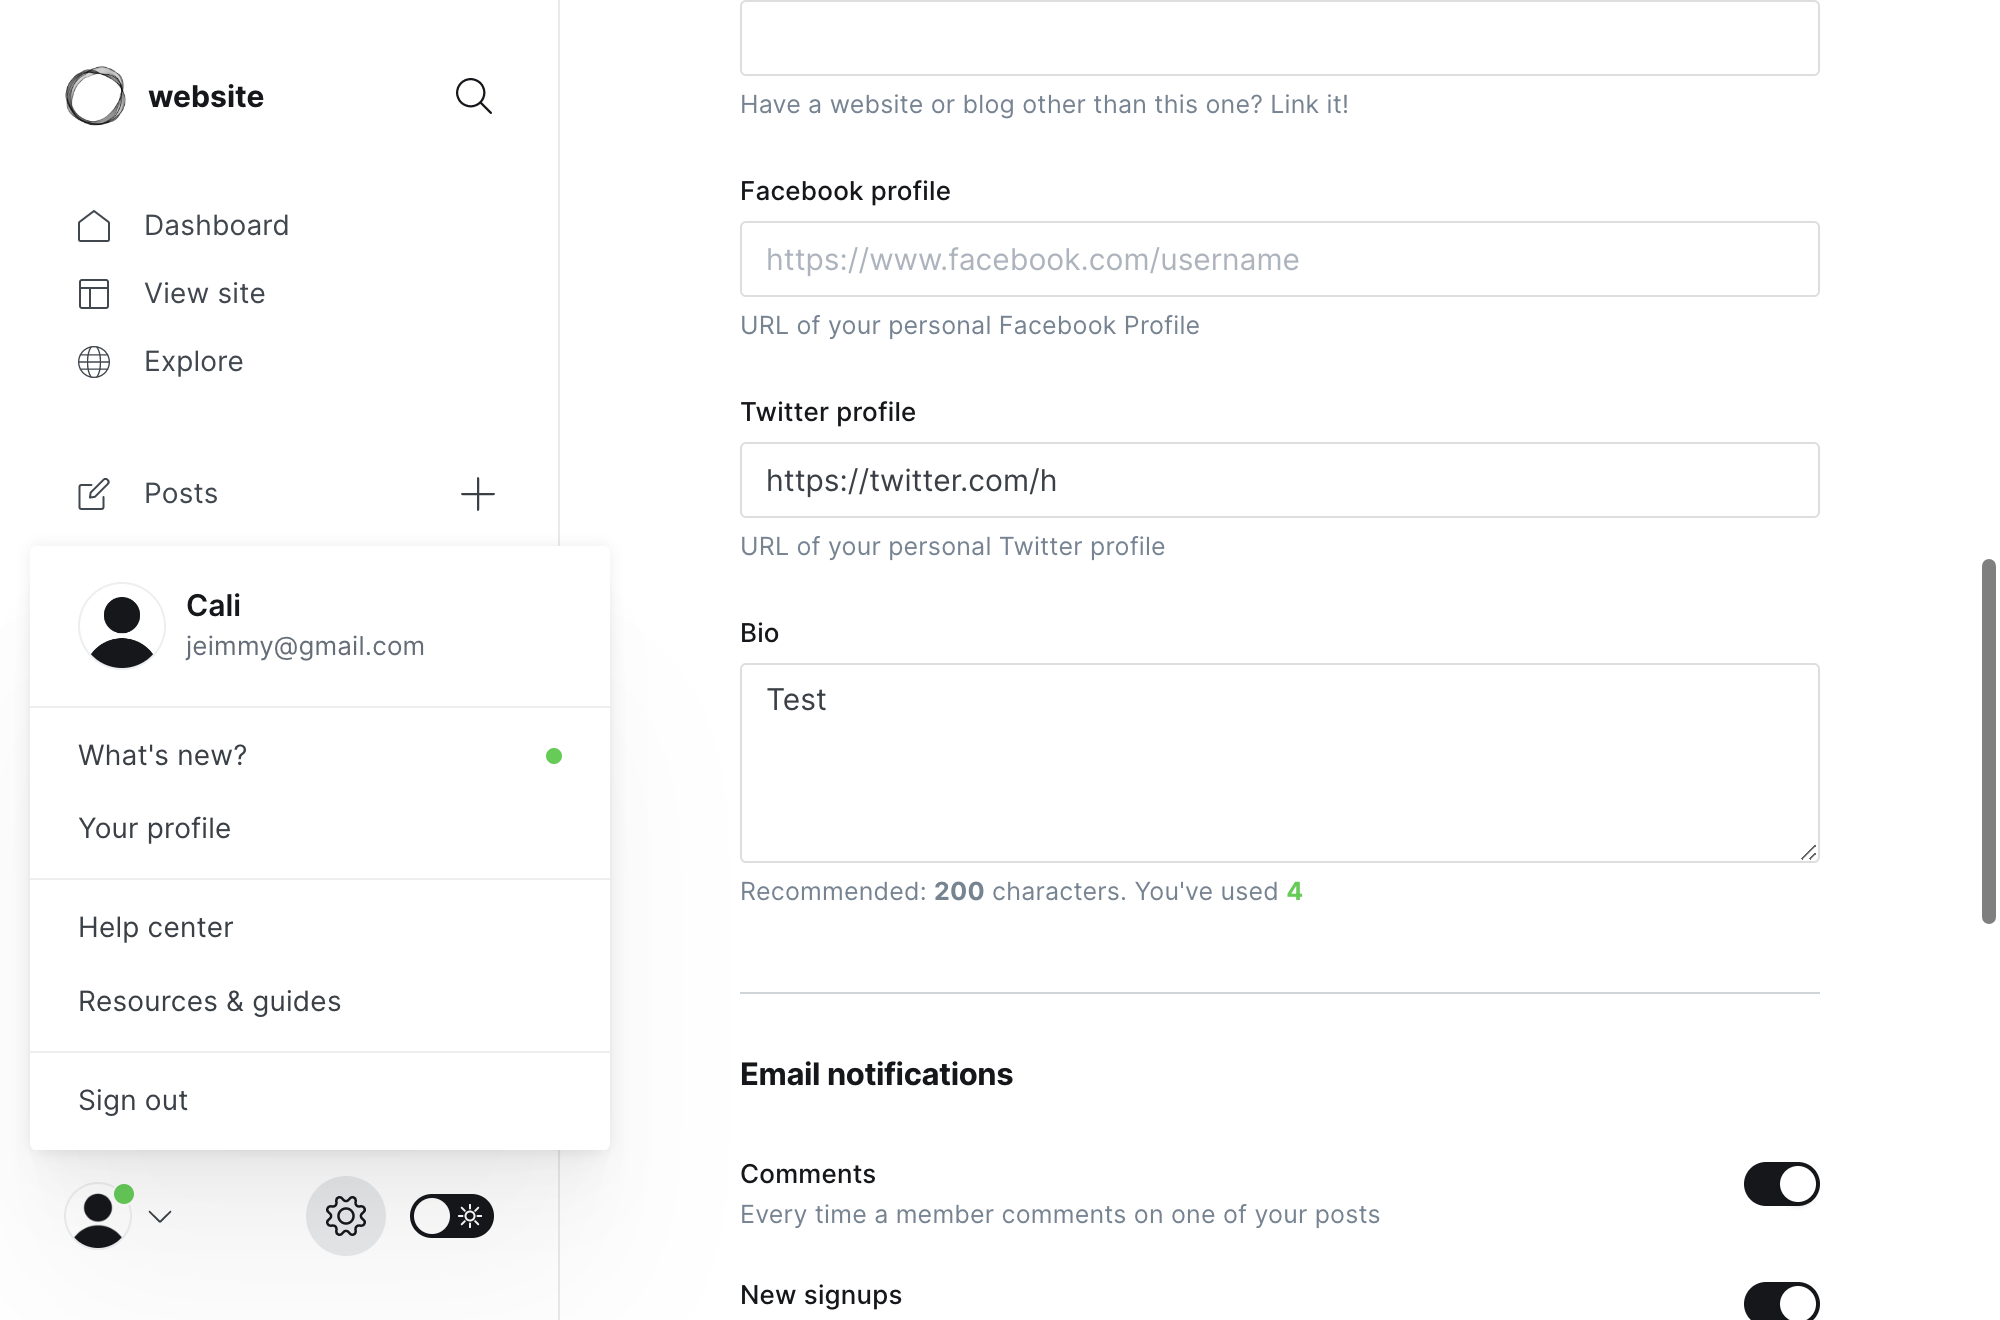 website
Dashboard
View site
Explore
Posts
Cali
jeimmy@gmail.com
What's new?
Your profile
Help center
Resources & guides
Sign out
Have a website or blog other than this one? Link it!
Facebook profile
https://www.facebook.com/username
URL of your personal Facebook Profile
Twitter profile
https://twitter.com/h
URL of your personal Twitter profile
Bio
Test
Recommended: 200 characters. You've used 4
Email notifications
Comments
Every time a member comments on one of your posts
New signups